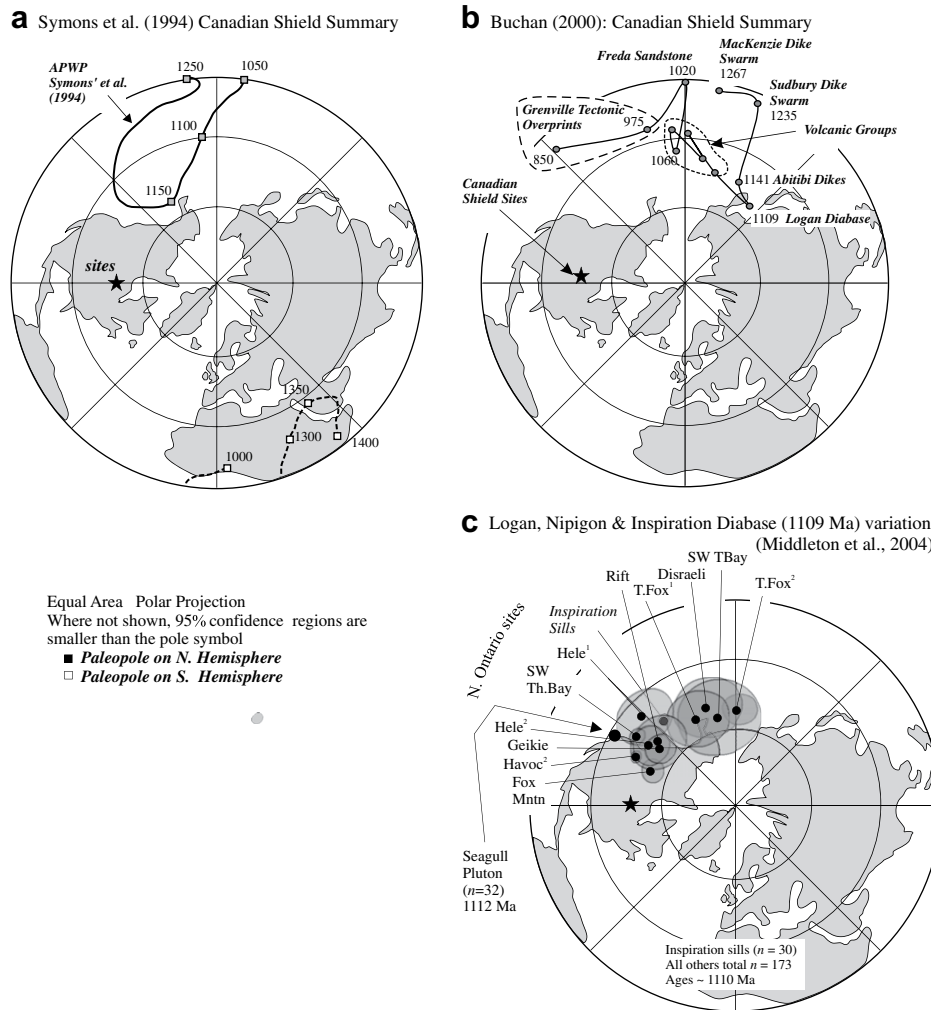 a Symons et al. (1994) Canadian Shield Summary
APWP
Symons' et al.
(1994)
1250
1050
1100
1150
sites
1350
1300
1400
1000
b Buchan (2000): Canadian Shield Summary
Freda Sandstone
1020
MacKenzie Dike
Swarm
1267
Sudbury Dike
Swarm
1235
Grenville Tectonic
Overprints
975
850
1060
Volcanic Groups
Canadian
Shield Sites
1141 Abitibi Dikes
1109 Logan Diabase
Equal Area Polar Projection
Where not shown, 95% confidence regions are
smaller than the pole symbol
Paleopole on N. Hemisphere
Paleopole on S. Hemisphere
c Logan, Nipigon & Inspiration Diabase (1109 Ma) variation
(Middleton et al., 2004)
SW TBay
Disraeli
T.Fox²
Rift
T.Fox¹
Inspiration
Sills
Hele¹
N. Ontario sites
SW
Th.Bay
Hele²
Geikie
Havoc²
Fox
Mntn
Seagull
Pluton
(n=32)
1112 Ma
Inspiration sills (n = 30)
All others total n = 173
Ages ~ 1110 Ma